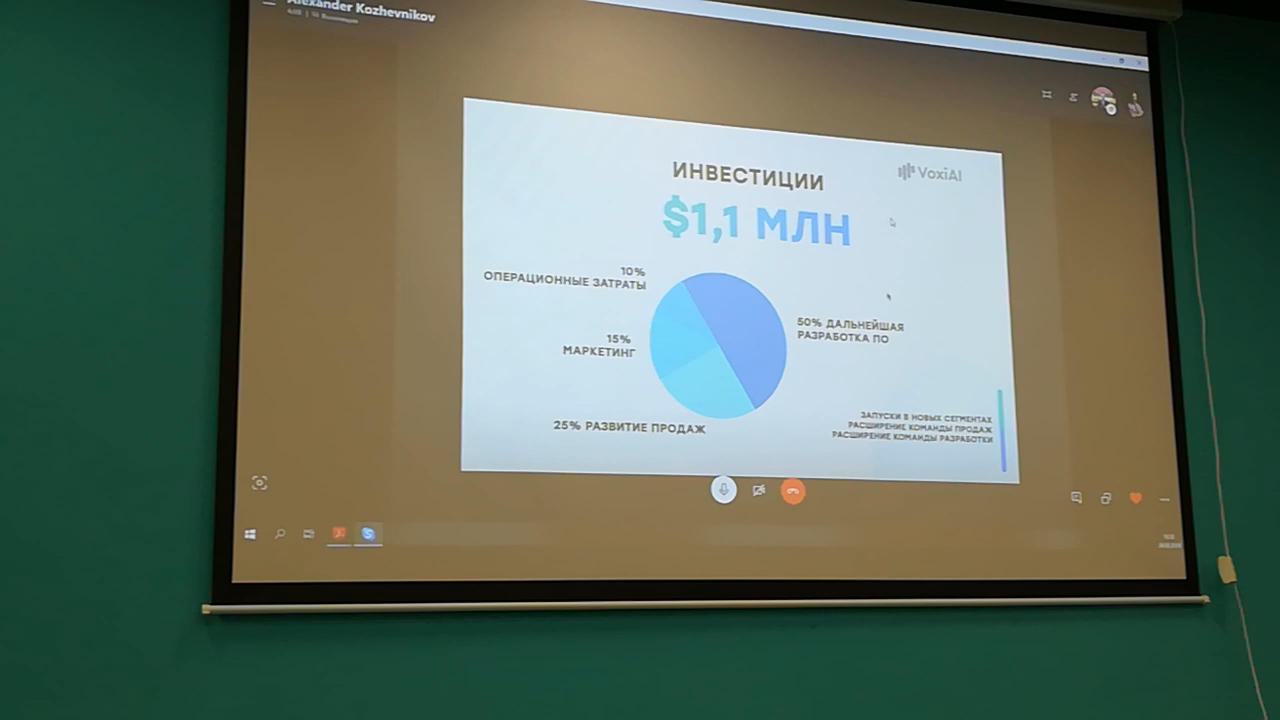 Alexander Kozhevnikov
ИНВЕСТИЦИИ
VoxiAI
$1,1 МЛН
10%
ОПЕРАЦИОННЫЕ ЗАТРАТЫ
50% ДАЛЬНЕЙШАЯ
РАЗРАБОТКА ПО
15%
МАРКЕТИНГ
25% РАЗВИТИЕ ПРОДАЖ
ЗАПУСКИ В НОВЫХ СЕГМЕНТАХ
РАСШИРЕНИЕ КОМАНДЫ ПРОДАЖ
РАСШИРЕНИЕ КОМАНДЫ РАЗРАБОТКИ